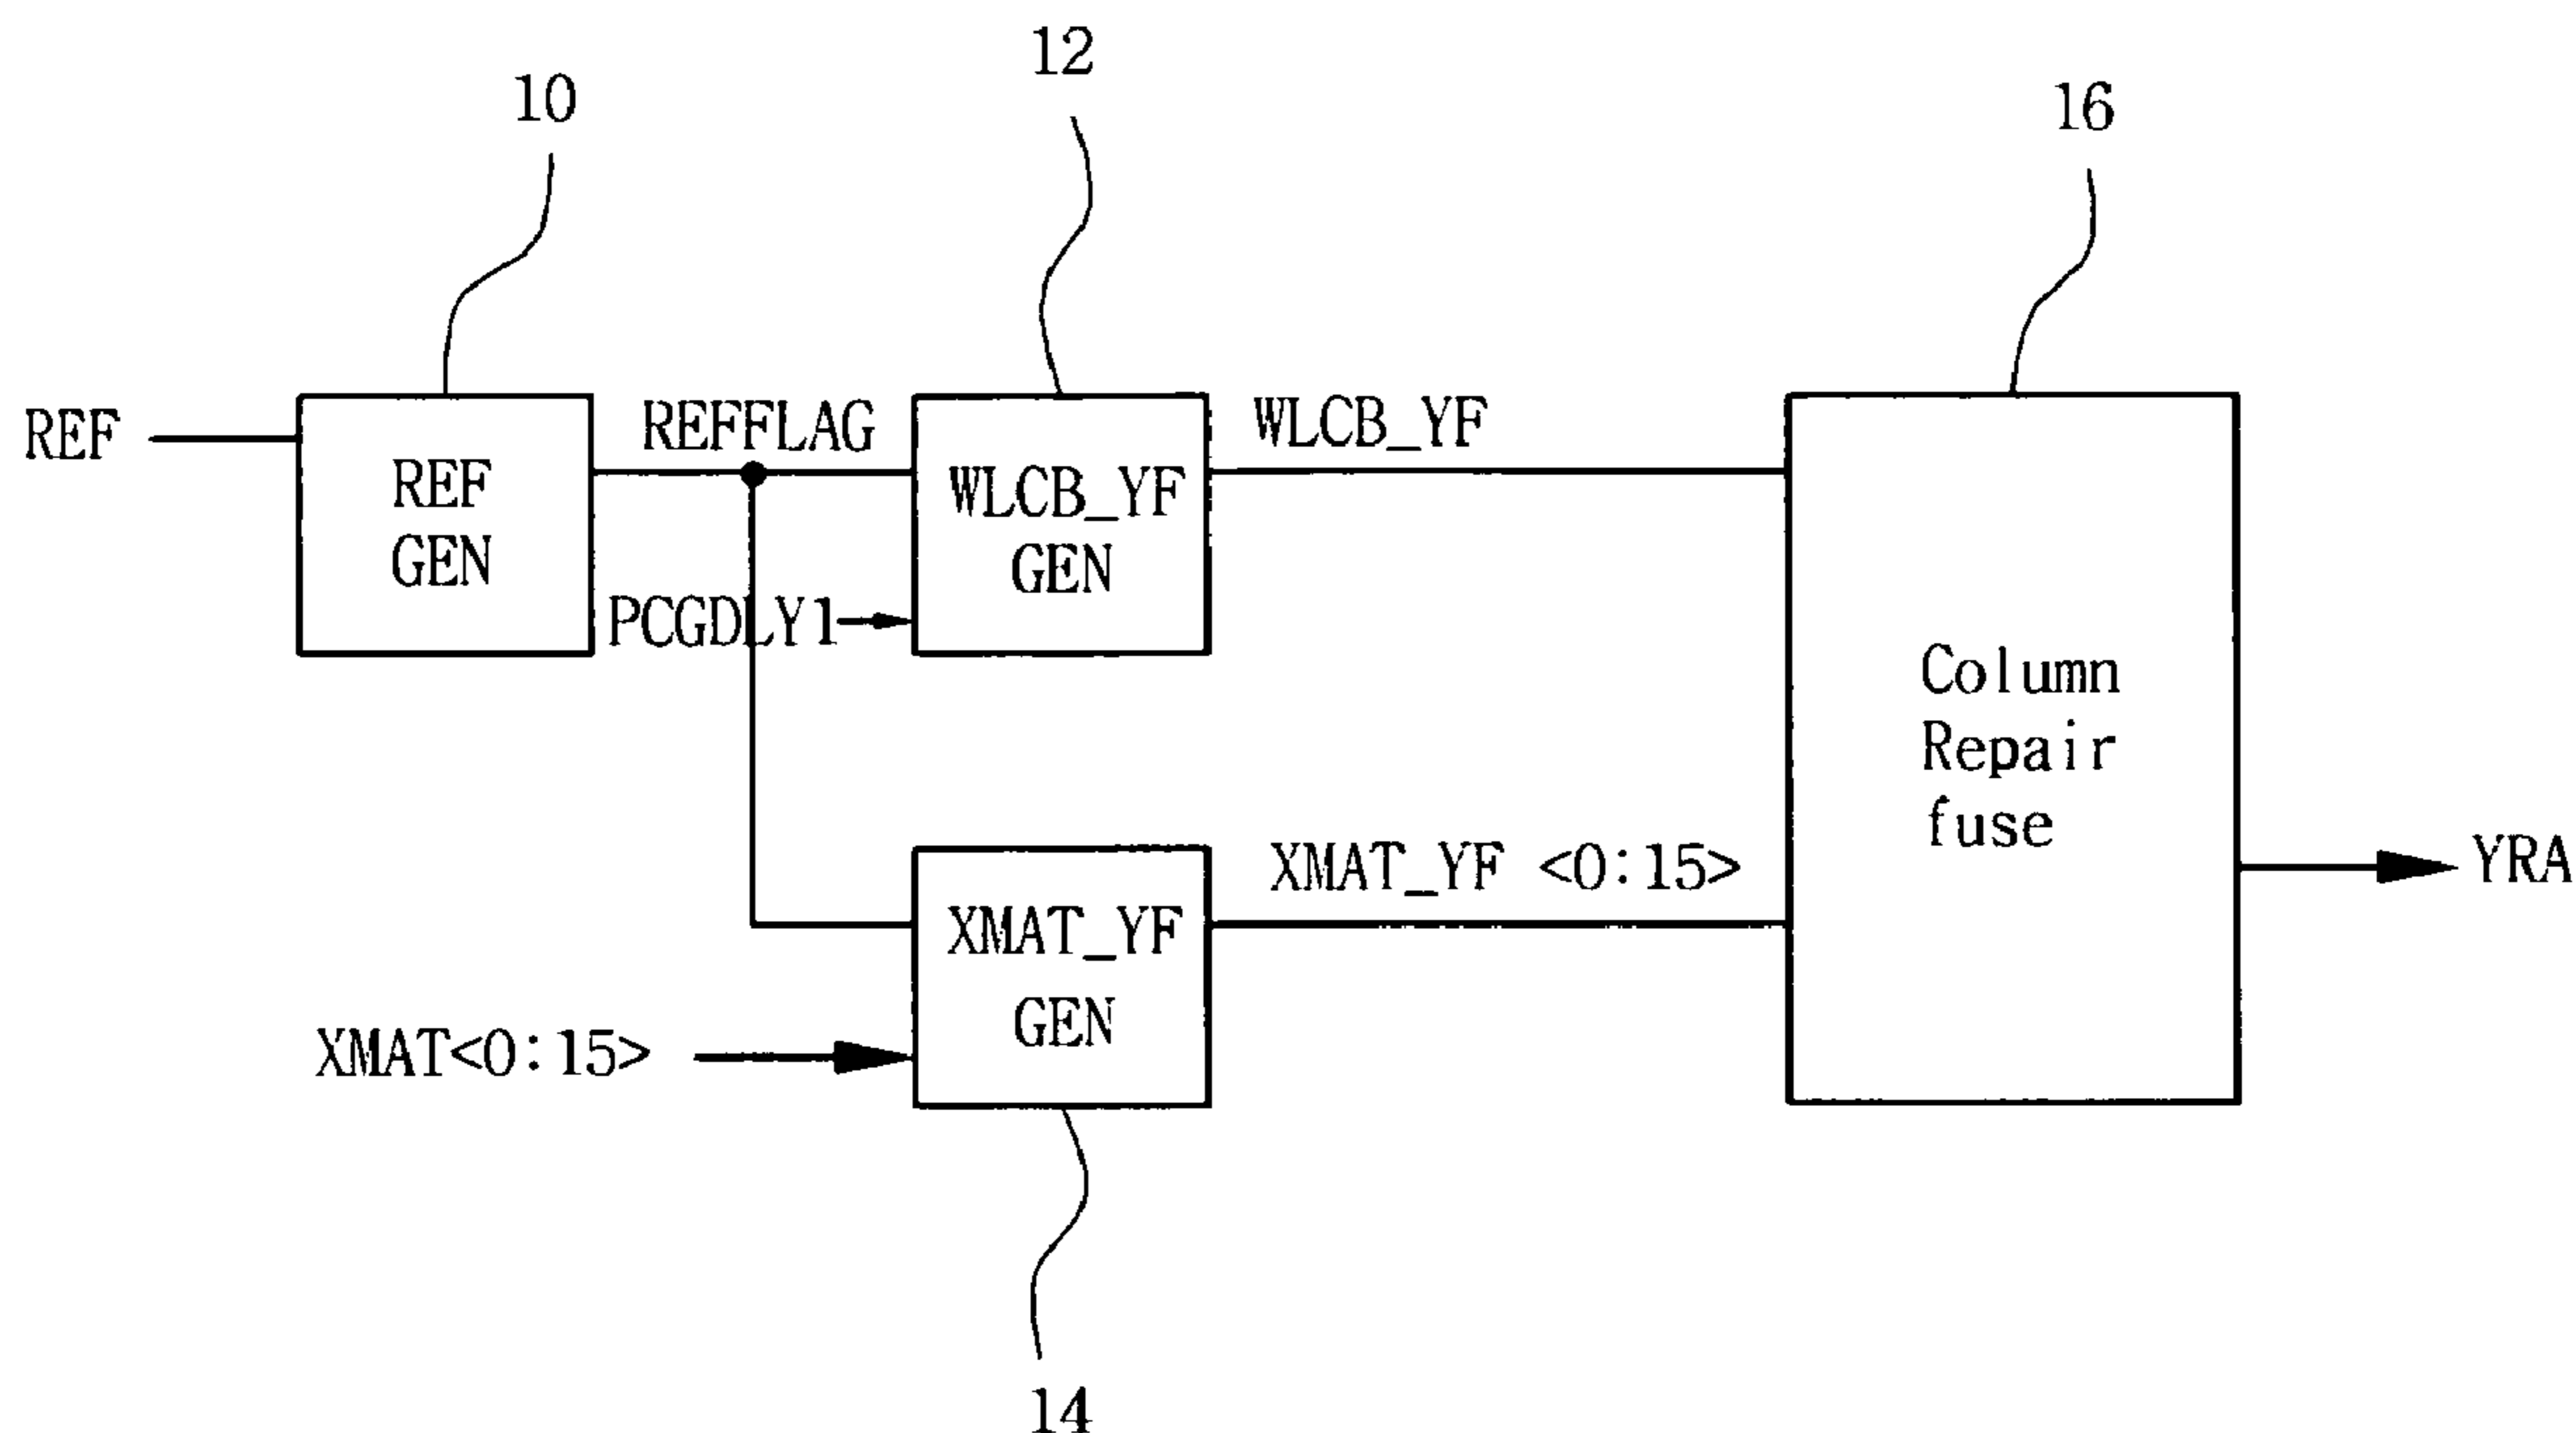 12
10
16
REF
REF
GEN
REFFLAG
PCGDLY1
WLCB_YF
GEN
WLCB_YF
Column
Repair
fuse
YRA
XMAT<0:15>
XMAT_YF
GEN
XMAT_YF <0:15>
14